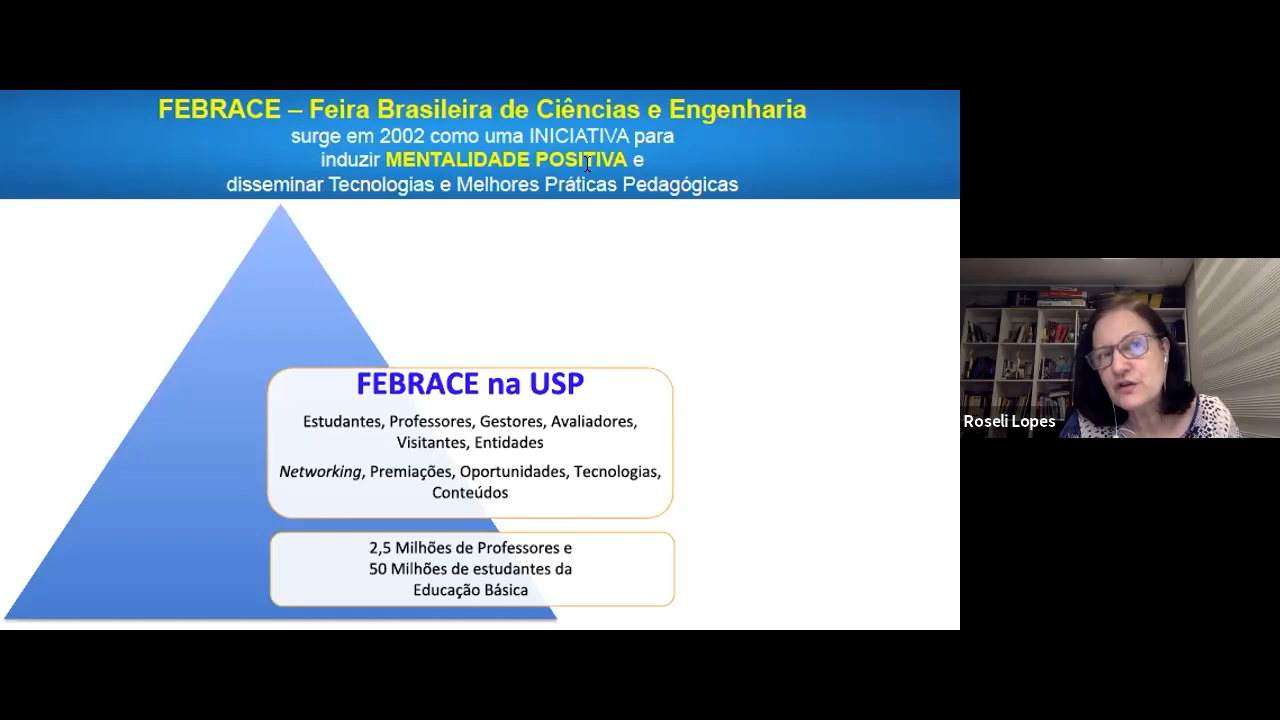 FEBRACE – Feira Brasileira de Ciências e Engenharia
surge em 2002 como uma INICIATIVA para
induzir MENTALIDADE POSITIVA e
disseminar Tecnologias e Melhores Práticas Pedagógicas
FEBRACE na USP
Estudantes, Professores, Gestores, Avaliadores,
Visitantes, Entidades
Networking, Premiações, Oportunidades, Tecnologias,
Conteúdos
2,5 Milhões de Professores e
50 Milhões de estudantes da
Educação Básica
Roseli Lopes